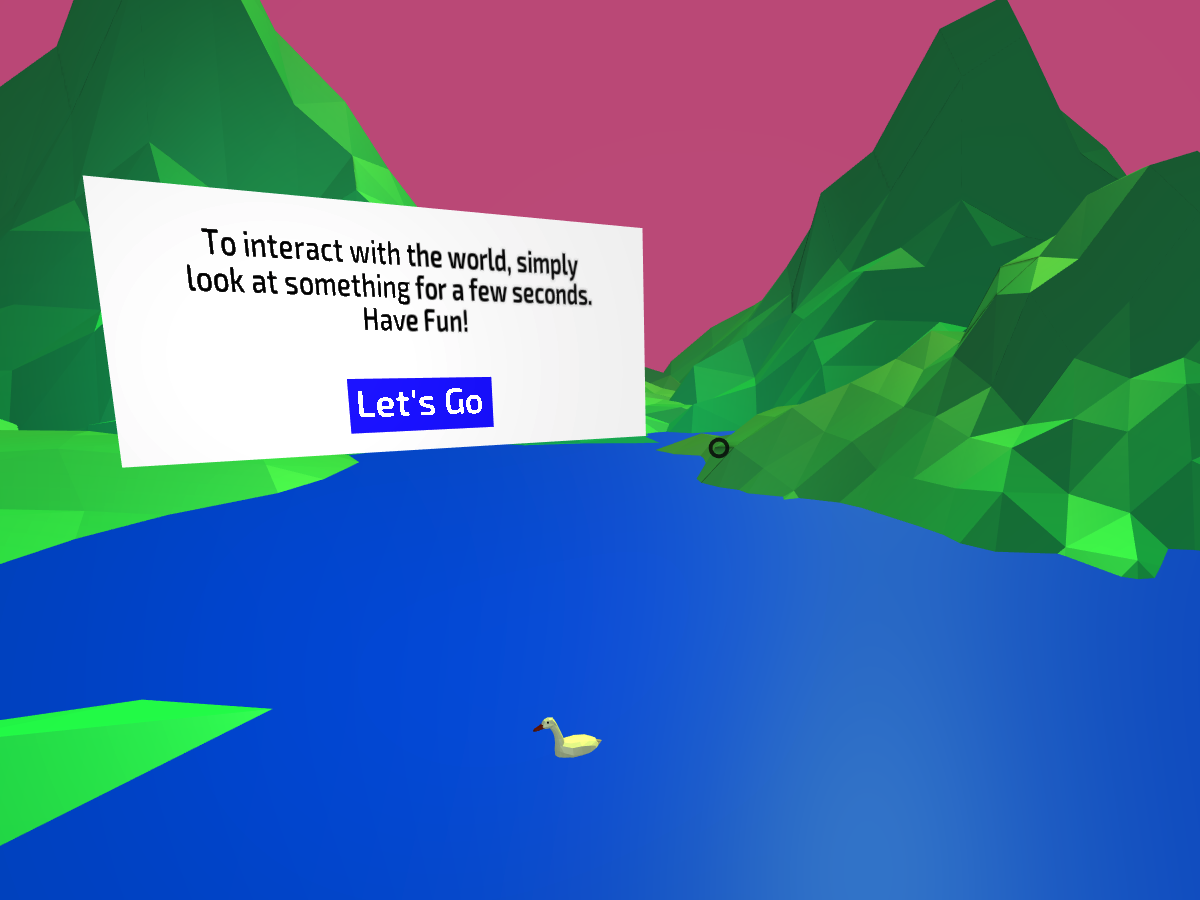 To interact with the world, simply
look at something for a few seconds.
Have Fun!
Let's Go